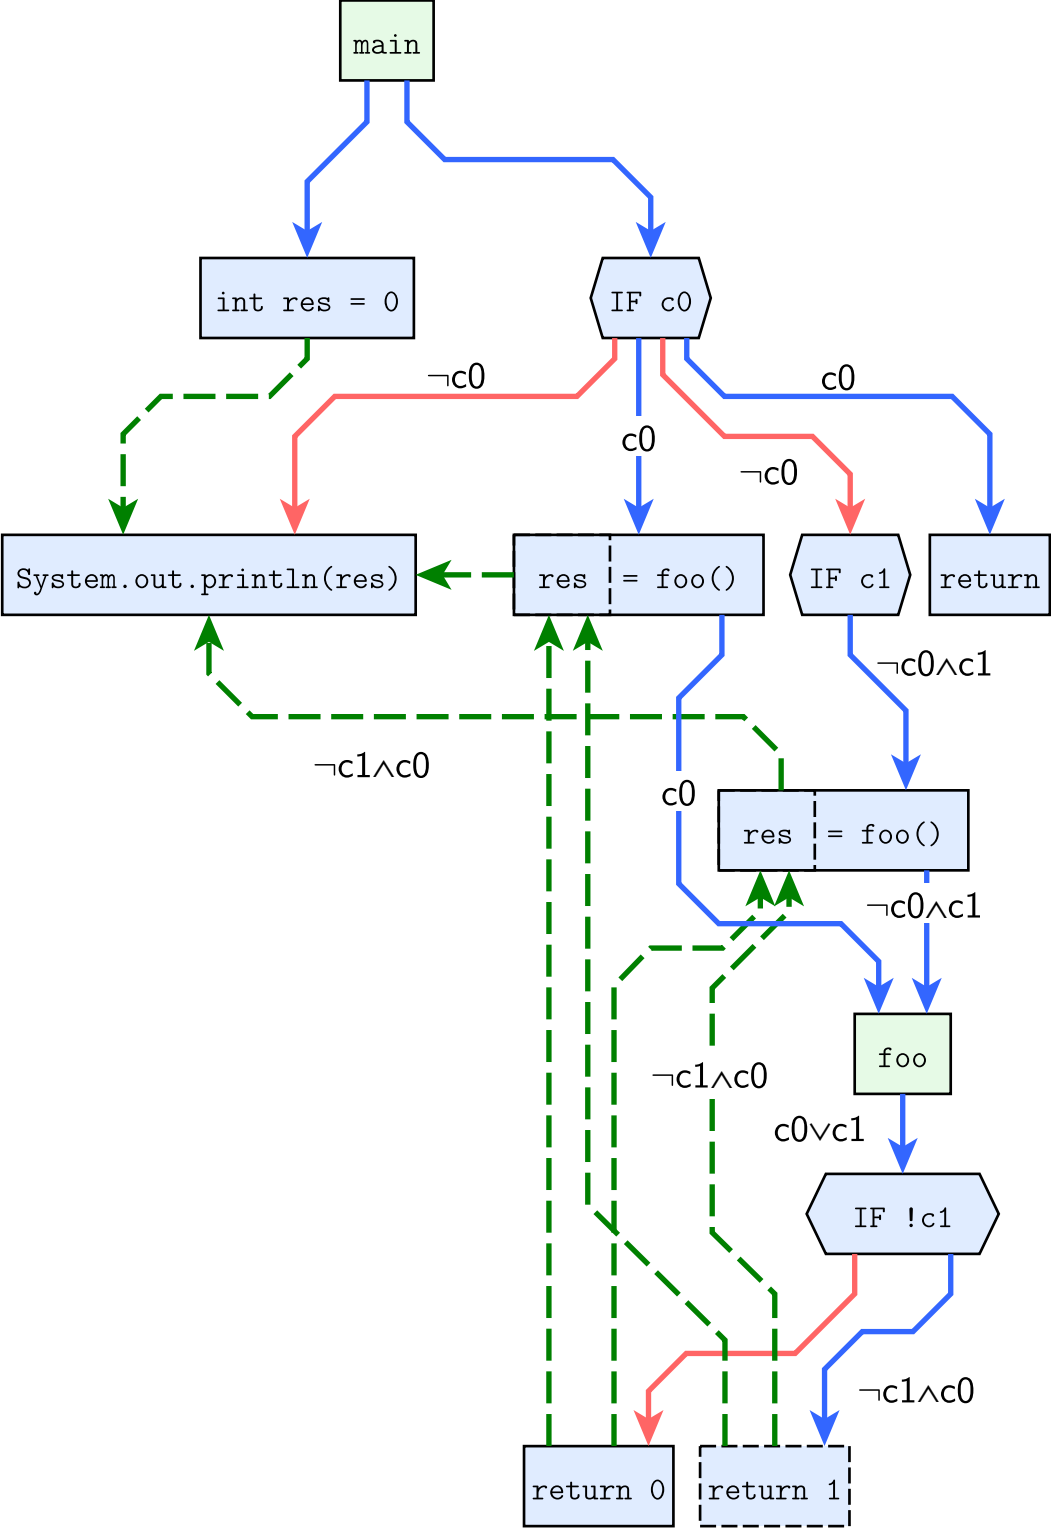 main
int res = 0
IF c0
¬c0
c0
c0
¬c0
System.out.println(res)
res = foo()
IF c1
return
¬c0∧c1
¬c1∧c0
c0
res = foo()
¬c0∧c1
foo
¬c1∧c0
c0∨c1
IF !c1
¬c1∧c0
return 0
return 1